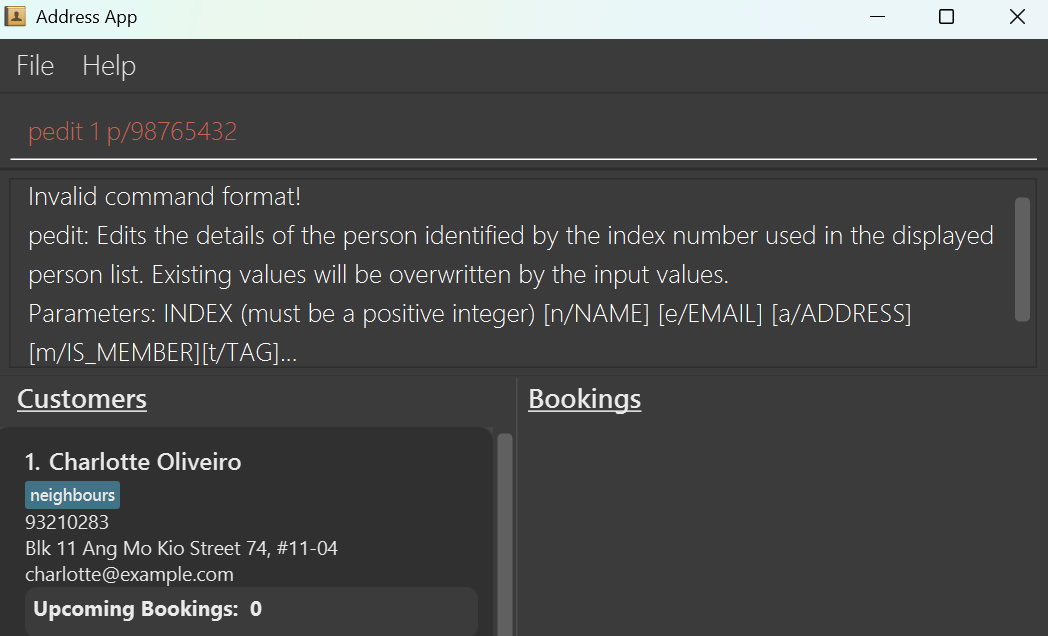 Address App
File Help
pedit 1 p/98765432
Invalid command format!
pedit: Edits the details of the person identified by the index number used in the displayed
person list. Existing values will be overwritten by the input values.
Parameters: INDEX (must be a positive integer) [n/NAME] [e/EMAIL] [a/ADDRESS]
[m/IS_MEMBER][t/TAG]...
Customers
1. Charlotte Oliveiro
neighbours
93210283
Blk 11 Ang Mo Kio Street 74, #11-04
charlotte@example.com
Upcoming Bookings: 0
Bookings